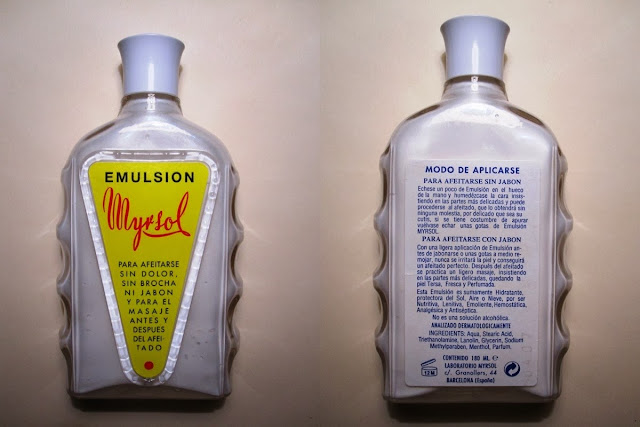 EMULSION
Myrsol
PARA AFEITARSE
SIN DOLOR,
SIN BROCHA
NI JABON
Y PARA EL
MASAJE
ANTES Y
DESPUES
DEL AFEI-
TADO
MODO DE APLICARSE
PARA AFEITARSE SIN JABON
Echese un poco de Emulsión en el hueco
de la mano y humedézcase la cara insis-
tiendo en las partes más delicadas y puede
procederse al afeitado, que lo obtendrá sin
ninguna molestia, por delicado que sea su
cutis, si se tiene costumbre de apurar
vuélvase echar unas gotas de Emulsión
MYRSOL.
PARA AFEITARSE CON JABON
Con una ligera aplicación de Emulsión an-
tes de jabonarse o unas gotas a medio re-
mojar, nunca se irritará la piel y conseguirá
un afeitado perfecto. Después del afeitado
se practica un ligero masaje, insistiendo
en las partes más delicadas, quedando la
piel Tersa, Fresca y Perfumada.
Esta Emulsión es sumamente Hidratante,
protectora del Sol, Aire o Nieve, por ser
Nutritiva, Lenitiva, Emoliente, Hemostática,
Analgésica y Antiséptica.
No es una solución alcohólica.
ANALIZADO DERMATOLOGICAMENTE
INGREDIENTS: Aqua, Stearic Acid,
Triethanolamine, Lanolin, Glycerin, Sodium
Methylparaben, Menthol, Parfum.
CONTENIDO 180 ML e
12M
LABORATORIO MYRSOL
c/. Granollers, 44
BARCELONA (España)